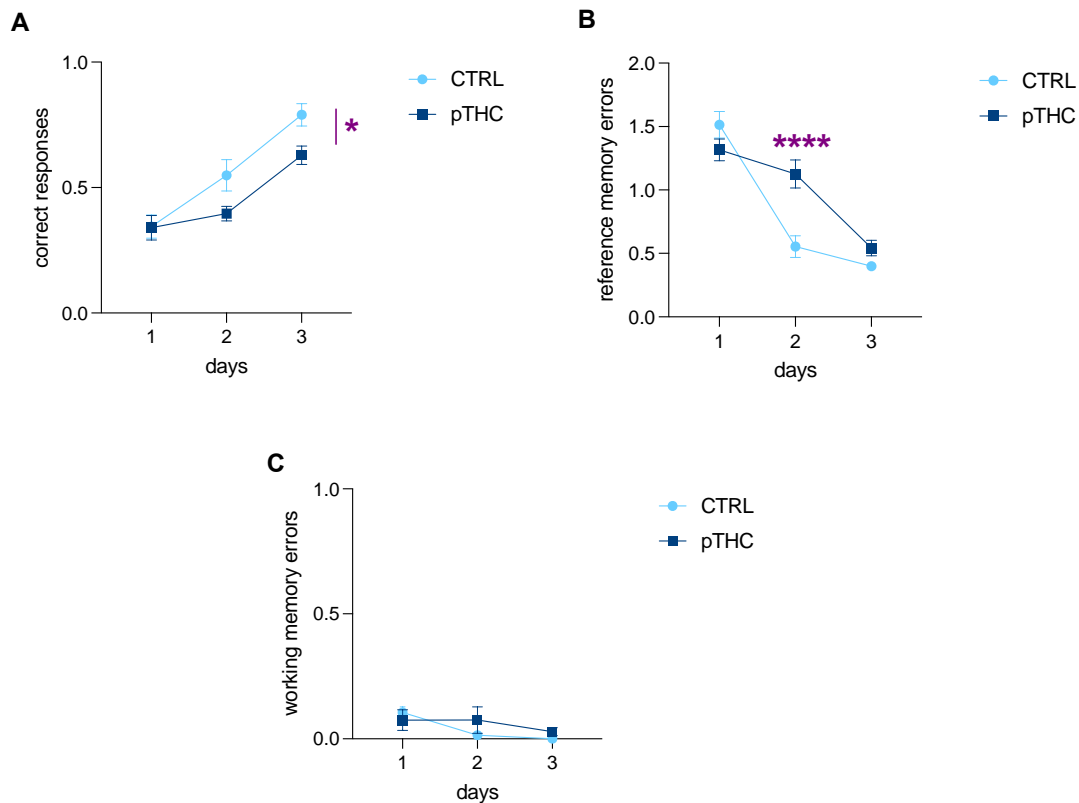 A
1.0
0.5
0.0
correct responses
1
2
3
days
CTRL
pTHC
*
B
2.0
1.5
1.0
0.5
0.0
reference memory errors
1
2
3
days
CTRL
pTHC
****
C
1.0
0.5
0.0
working memory errors
1
2
3
days
CTRL
pTHC